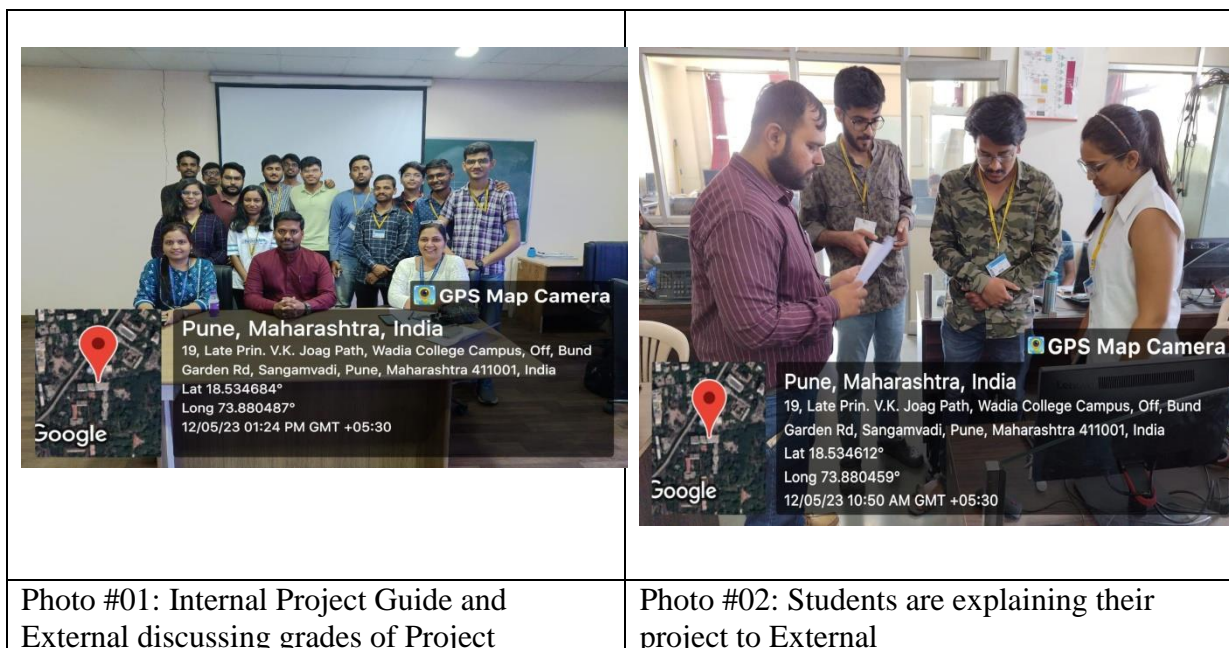 GPS Map Camera
Pune, Maharashtra, India
19, Late Prin. V.K. Joag Path, Wadia College Campus, Off, Bund
Garden Rd, Sangamvadi, Pune, Maharashtra 411001, India
Lat 18.534684°
Long 73.880487°
12/05/23 01:24 PM GMT +05:30
Google
GPS Map Camera
Pune, Maharashtra, India
19, Late Prin. V.K. Joag Path, Wadia College Campus, Off, Bund
Garden Rd, Sangamvadi, Pune, Maharashtra 411001, India
Lat 18.534612°
Long 73.880459°
12/05/23 10:50 AM GMT +05:30
Google
Photo #01: Internal Project Guide and
External discussing grades of Project
Photo #02: Students are explaining their
project to External